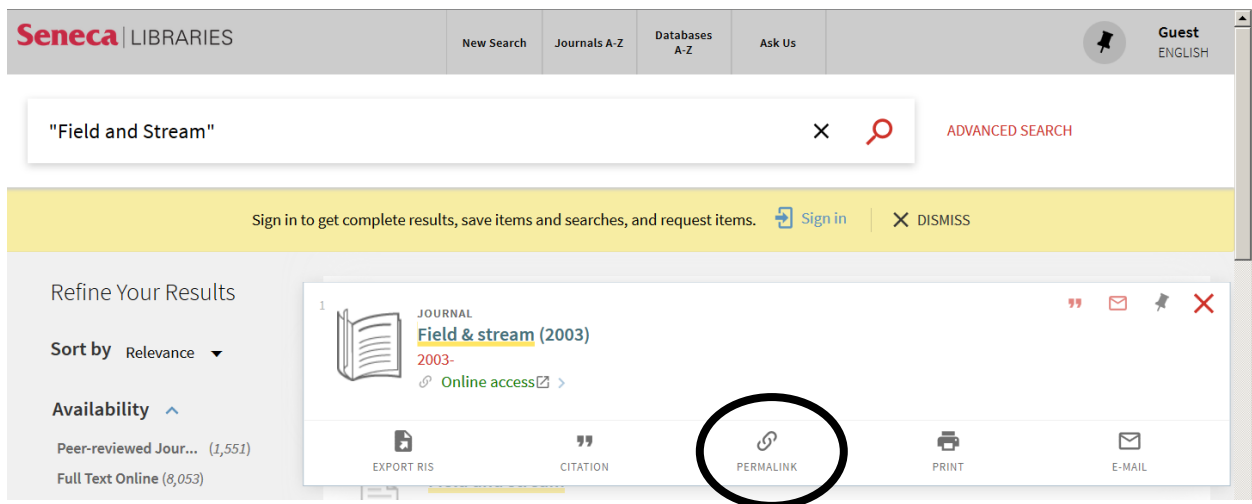 Seneca | LIBRARIES
New Search
Journals A-Z
Databases
A-Z
Ask Us
Guest
ENGLISH
"Field and Stream"
ADVANCED SEARCH
Sign in to get complete results, save items and searches, and request items.
Sign in
DISMISS
Refine Your Results
Sort by Relevance
Availability
Peer-reviewed Jour... (1,551)
Full Text Online (8,053)
1
JOURNAL
Field & stream (2003)
2003-
Online access
EXPORT RIS
CITATION
PERMALINK
PRINT
E-MAIL
Field and stream